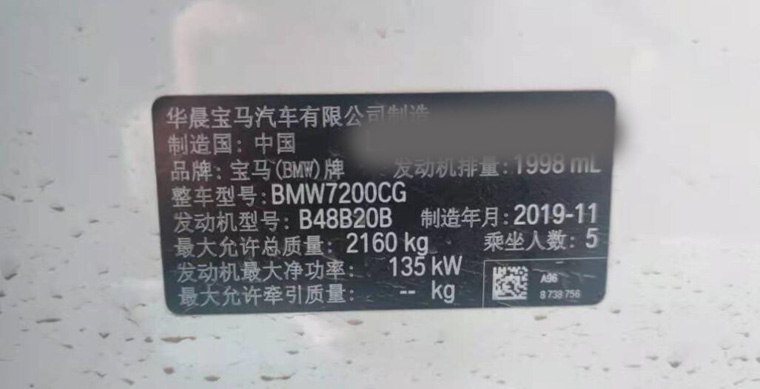 华晨宝马汽车有限公司制造
制造国：中国
品牌：宝马(BMW)牌 发动机排量：1998 mL
整车型号：BMW7200CG
发动机型号：B48B20B 制造年月：2019-11
最大允许总质量：2160 kg 乘坐人数：5
发动机最大净功率：135 kW
最大允许牵引质量：-- kg
A96
8 738 756